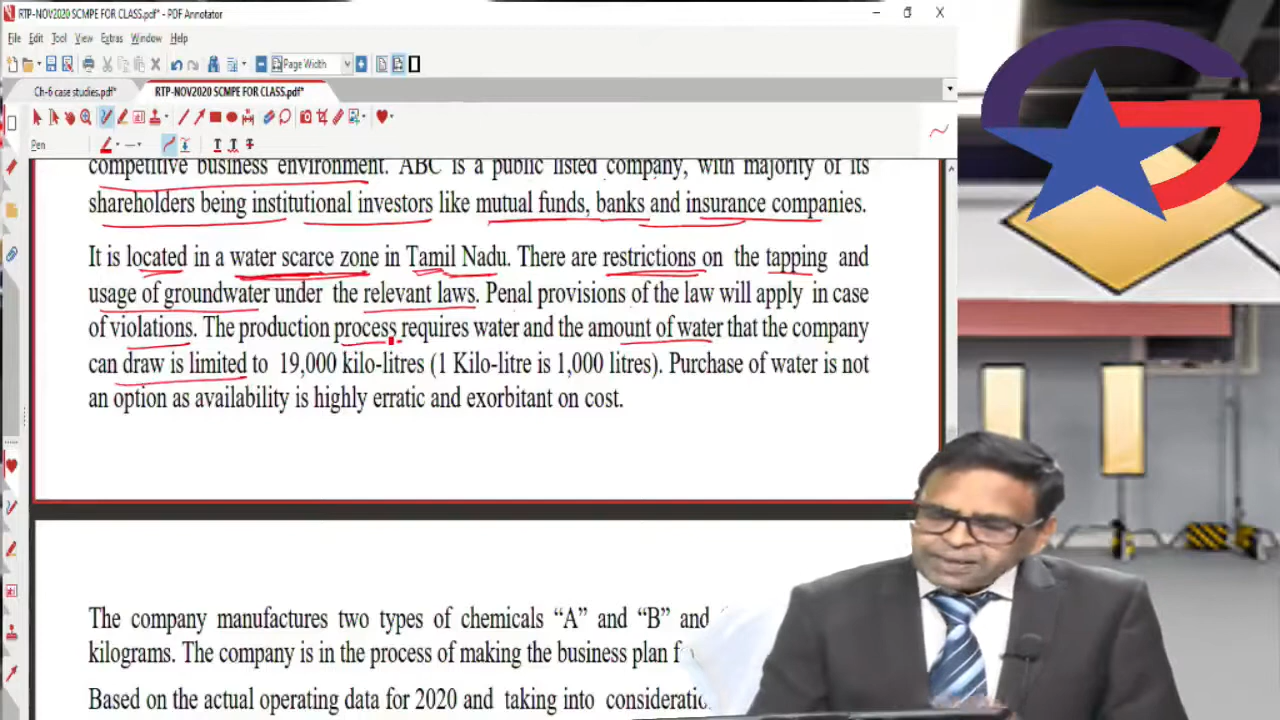 RTP-NOV2020 SCMPE FOR CLASS.pdf* - PDF Annotator
File Edit Tool View Extras Window Help
Page Width
Ch-6 case studies.pdf* RTP-NOV2020 SCMPE FOR CLASS.pdf*
Pen
competitive business environment. ABC is a public listed company, with majority of its
shareholders being institutional investors like mutual funds, banks and insurance companies.
It is located in a water scarce zone in Tamil Nadu. There are restrictions on the tapping and
usage of groundwater under the relevant laws. Penal provisions of the law will apply in case
of violations. The production process requires water and the amount of water that the company
can draw is limited to 19,000 kilo-litres (1 Kilo-litre is 1,000 litres). Purchase of water is not
an option as availability is highly erratic and exorbitant on cost.
The company manufactures two types of chemicals “A” and “B” and
kilograms. The company is in the process of making the business plan
Based on the actual operating data for 2020 and taking into